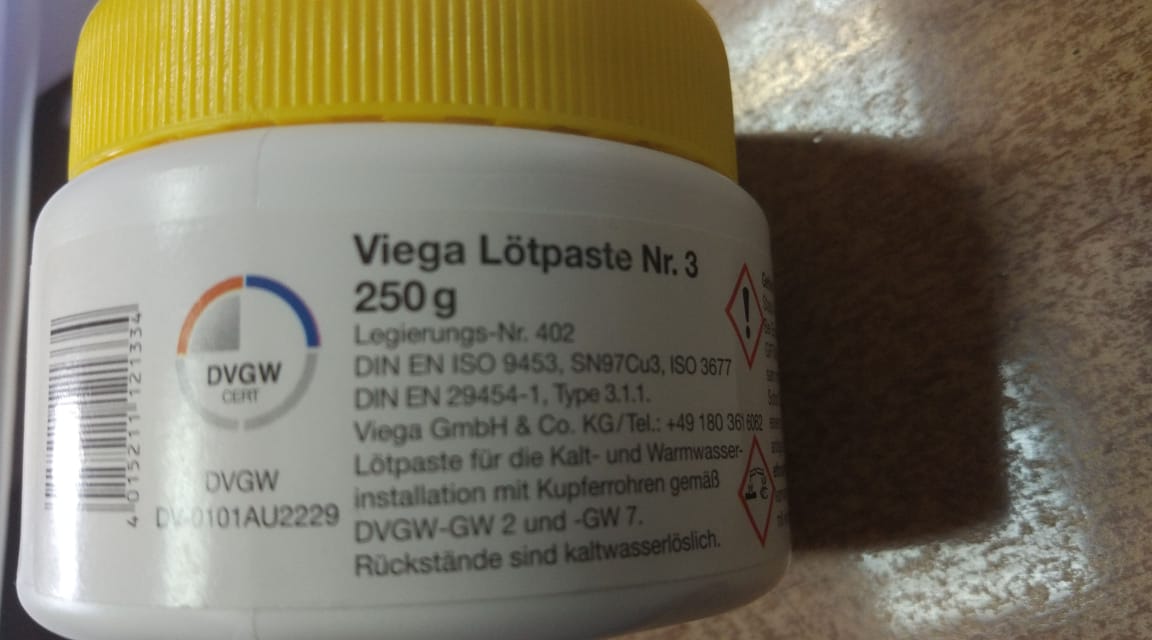 Viega Lötpaste Nr. 3
250 g
Legierungs-Nr. 402
DIN EN ISO 9453, SN97Cu3, ISO 3677
DIN EN 29454-1, Type 3.1.1.
Viega GmbH & Co. KG/Tel.: +49 180 361 6062
Lötpaste für die Kalt- und Warmwasser-
installation mit Kupferrohren gemäß
DVGW-GW 2 und -GW 7.
Rückstände sind kaltwasserlöslich.
DVGW
CERT
DVGW
DV-0101AU2229
4 015211 121334